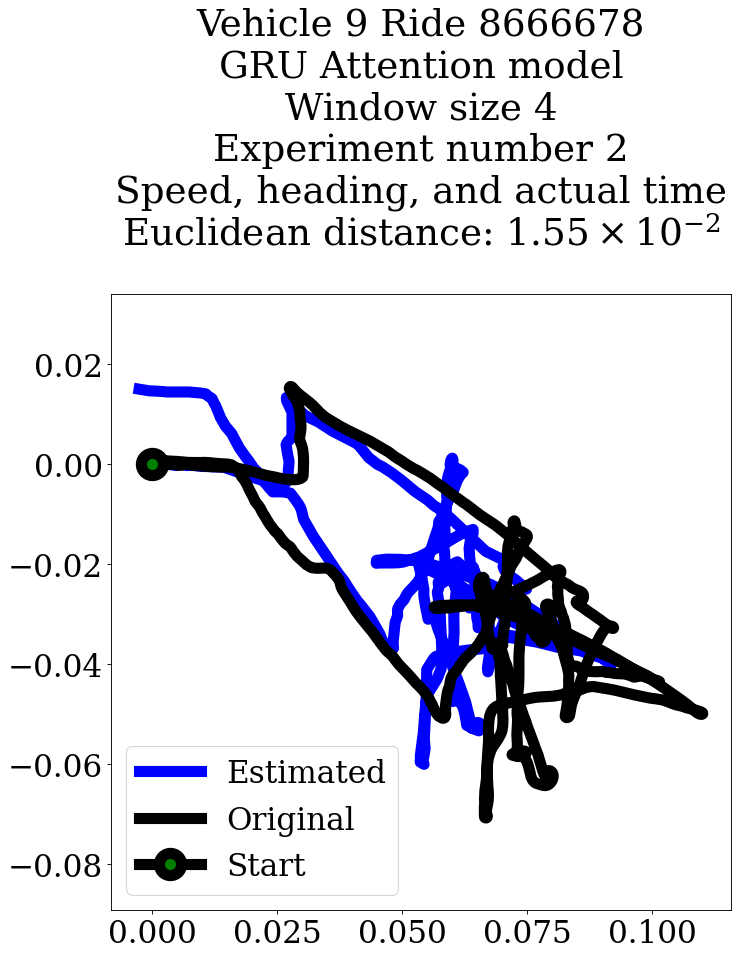 Vehicle 9 Ride 8666678
GRU Attention model
Window size 4
Experiment number 2
Speed, heading, and actual time
Euclidean distance: 1.55 × 10⁻²
0.02
0.00
−0.02
−0.04
−0.06
−0.08
Estimated
Original
Start
0.000 0.025 0.050 0.075 0.100